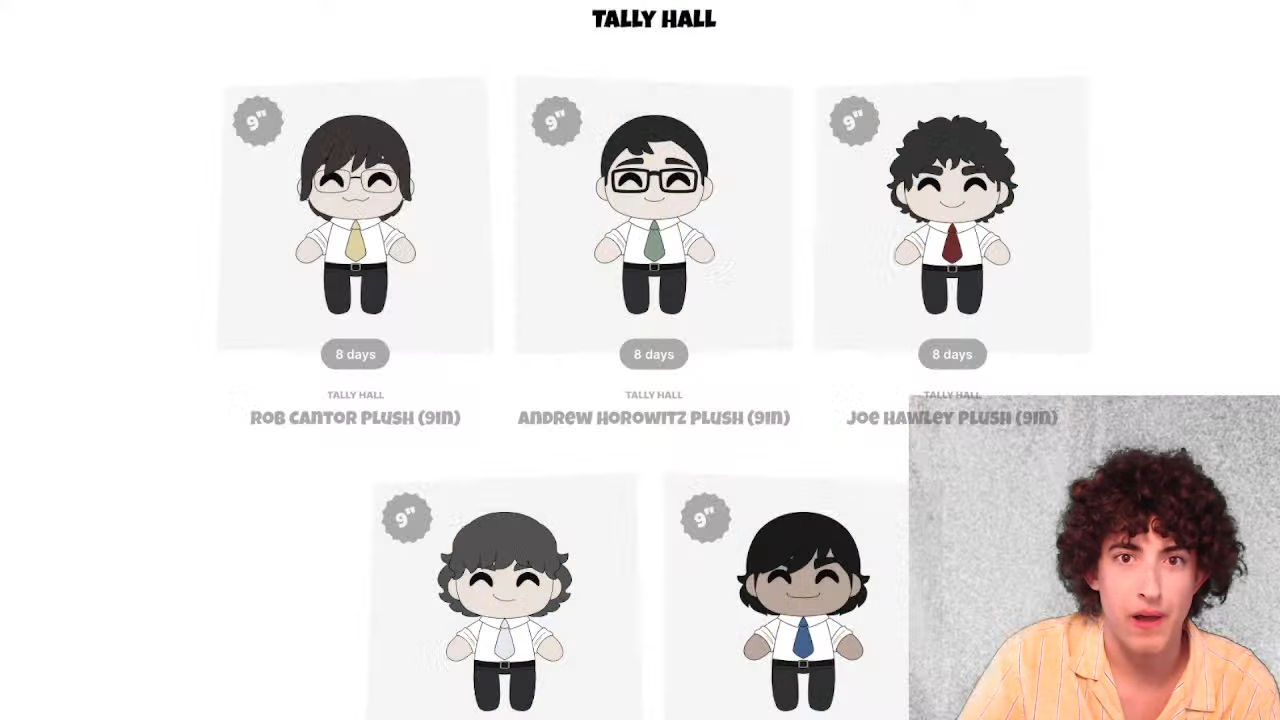 TALLY HALL
9"
9"
9"
8 days
8 days
8 days
TALLY HALL
TALLY HALL
TALLY HALL
ROB CANTOR PLUSH (9IN)
ANDREW HOROWITZ PLUSH (9IN)
JOE HAWLEY PLUSH (9IN)
9"
9"